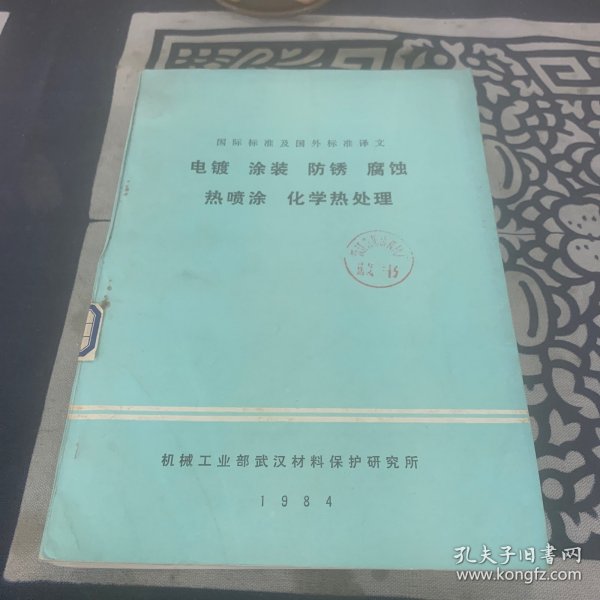 国际标准及国外标准译文
电镀 涂装 防锈 腐蚀
热喷涂 化学热处理
机械工业部武汉材料保护研究所
1984
孔夫子旧书网
www.kongfz.com